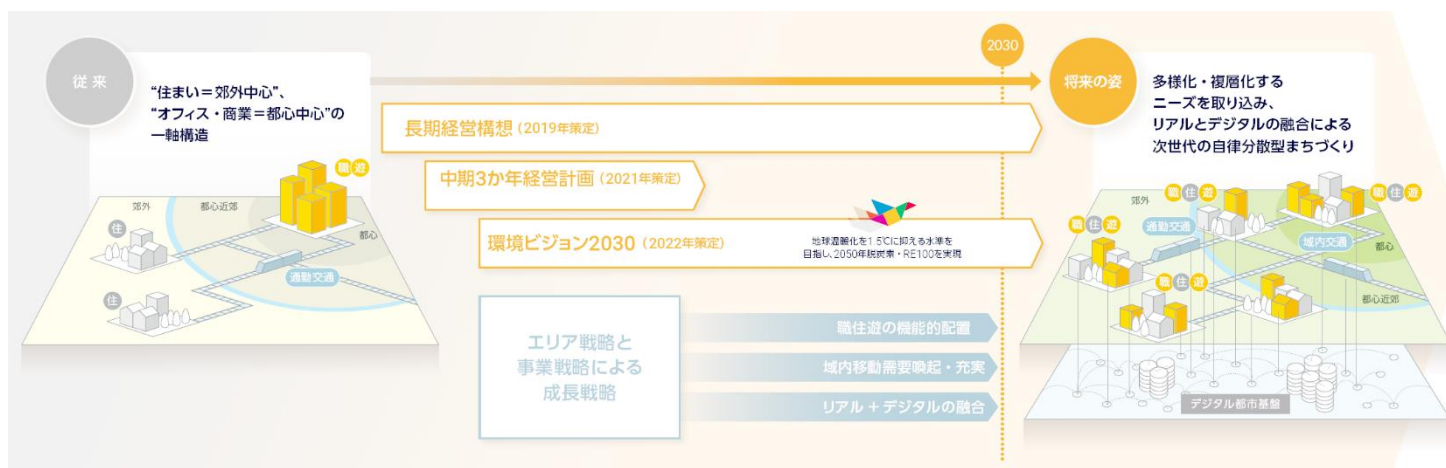 従来
“住まい=郊外中心”、
“オフィス・商業=都心中心”の
一軸構造
職 遊
郊外
都心近郊
都心
住
通勤交通
住
2030
長期経営構想（2019年策定）
中期3か年経営計画（2021年策定）
環境ビジョン2030（2022年策定）
地球温暖化を1.5℃に抑える水準を
目指し、2050年脱炭素・RE100を実現
エリア戦略と
事業戦略による
成長戦略
職住遊の機能的配置
域内移動需要喚起・充実
リアル + デジタルの融合
将来の姿
多様化・複層化する
ニーズを取り込み、
リアルとデジタルの融合による
次世代の自律分散型まちづくり
郊外
職 住 遊
職 住 遊
職 住 遊
通勤交通
域内交通
都心
職 住 遊
都心近郊
デジタル都市基盤